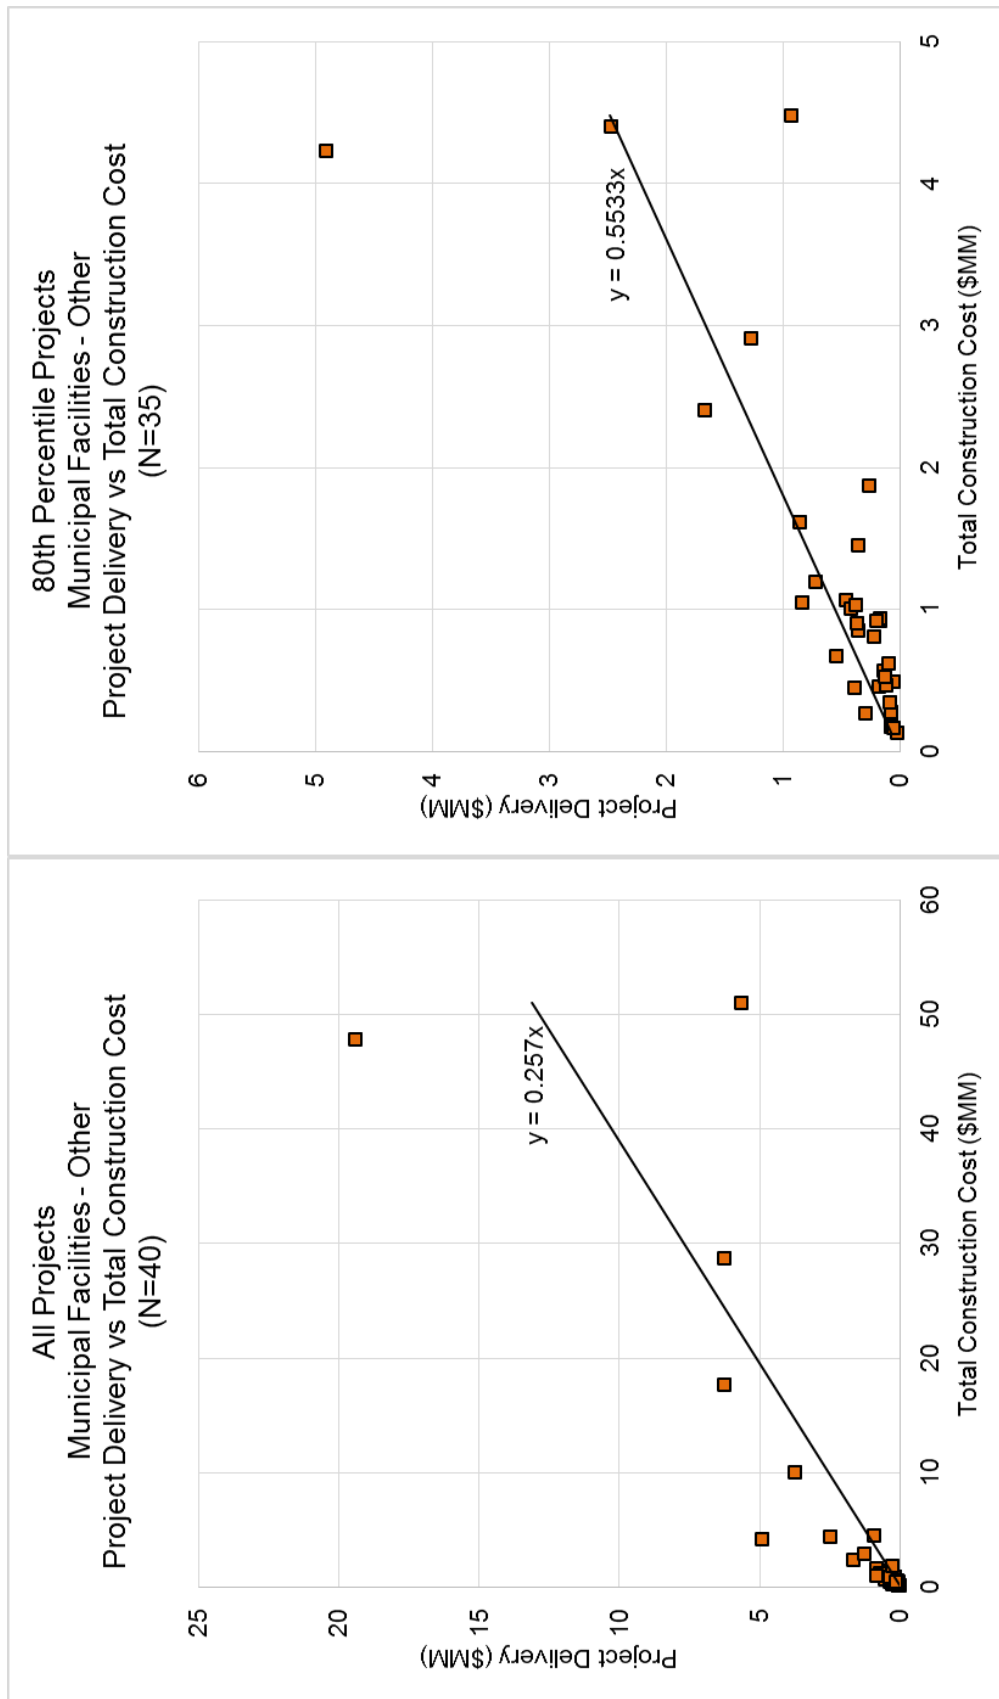 All Projects
Municipal Facilities - Other
Project Delivery vs Total Construction Cost
(N=40)
Project Delivery ($MM)
25
20
15
10
5
0
y = 0.257x
0
10
20
30
40
50
60
Total Construction Cost ($MM)
80th Percentile Projects
Municipal Facilities - Other
Project Delivery vs Total Construction Cost
(N=35)
Project Delivery ($MM)
6
5
4
3
2
1
0
y = 0.5533x
0
1
2
3
4
5
Total Construction Cost ($MM)